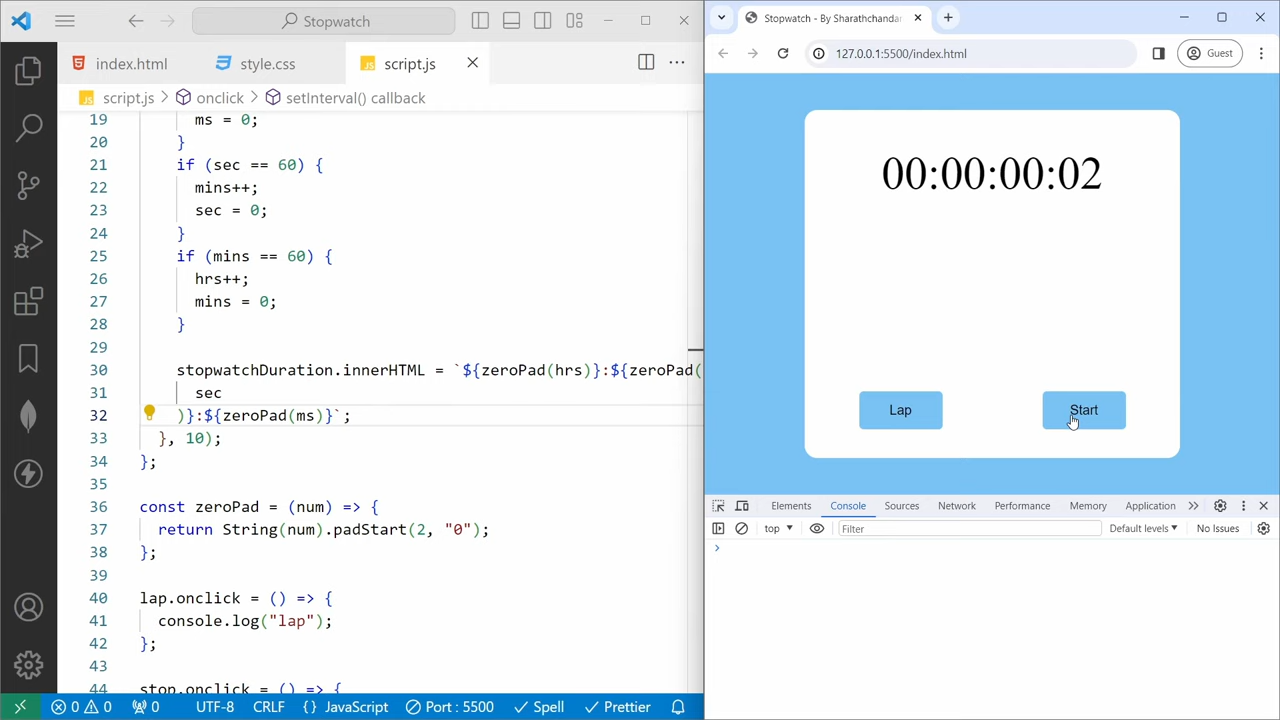 Stopwatch
index.html
style.css
script.js
script.js
onclick
setInterval() callback
19 ms = 0;
20 }
21 if (sec == 60) {
22 mins++;
23 sec = 0;
24 }
25 if (mins == 60) {
26 hrs++;
27 mins = 0;
28 }
29
30 stopwatchDuration.innerHTML = `${zeroPad(hrs)}:${zeroPad(
31 sec
32 )}:${zeroPad(ms)}`;
33 }, 10);
34 };
35
36 const zeroPad = (num) => {
37 return String(num).padStart(2, "0");
38 };
39
40 lap.onclick = () => {
41 console.log("lap");
42 };
43
44 stop.onclick = () => {
0 0 0 UTF-8 CRLF {} JavaScript Port : 5500 Spell Prettier
Stopwatch - By Sharathchandar
127.0.0.1:5500/index.html
Guest
00:00:00:02
Lap
Start
Elements Console Sources Network Performance Memory Application
top Filter Default levels No Issues